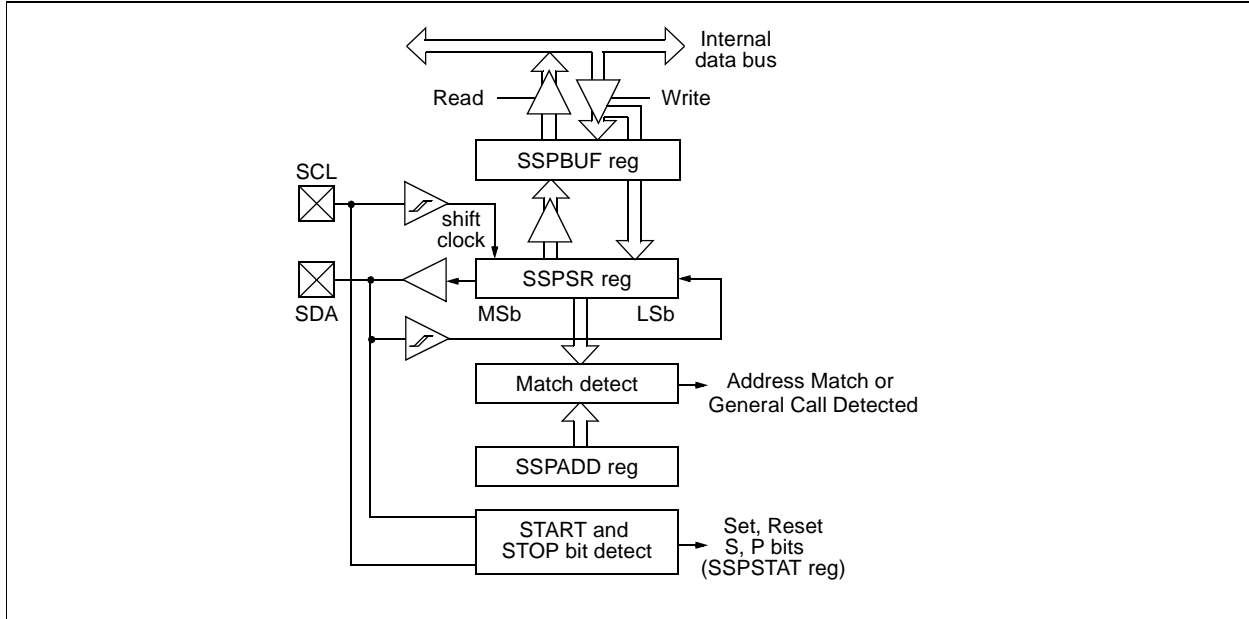 Internal
data bus
Read
Write
SSPBUF reg
SCL
shift
clock
SSPSR reg
SDA
MSb
LSb
Match detect
Address Match or
General Call Detected
SSPADD reg
START and
STOP bit detect
Set, Reset
S, P bits
(SSPSTAT reg)